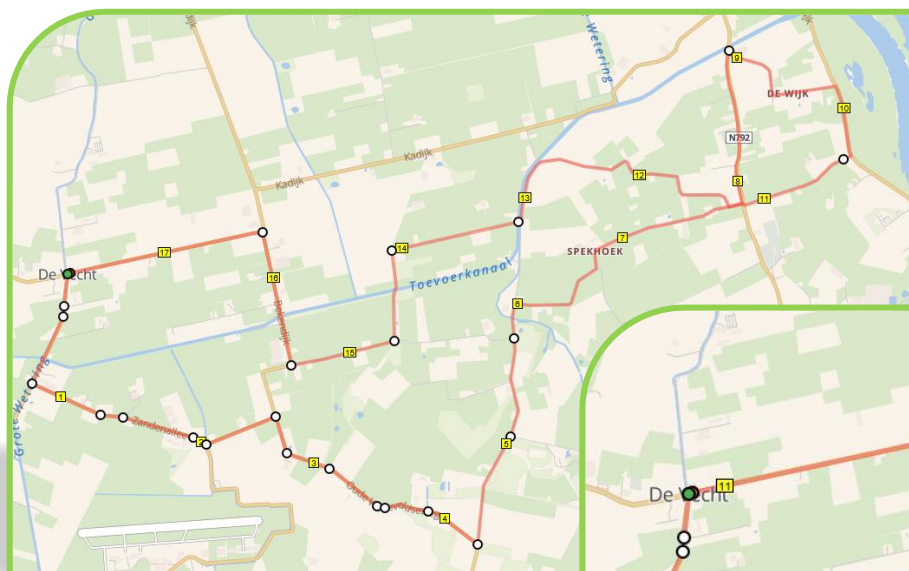 Kadijk
Wetering
9
DE WIJK
10
N792
Kadijk
12
8
11
13
7
SPEKHOEK
14
17
De Vecht
16
Toevoerkanaal
Bekendijk
6
15
Grote Wetering
1
Zandenallee
2
3
5
4
11
De Vecht